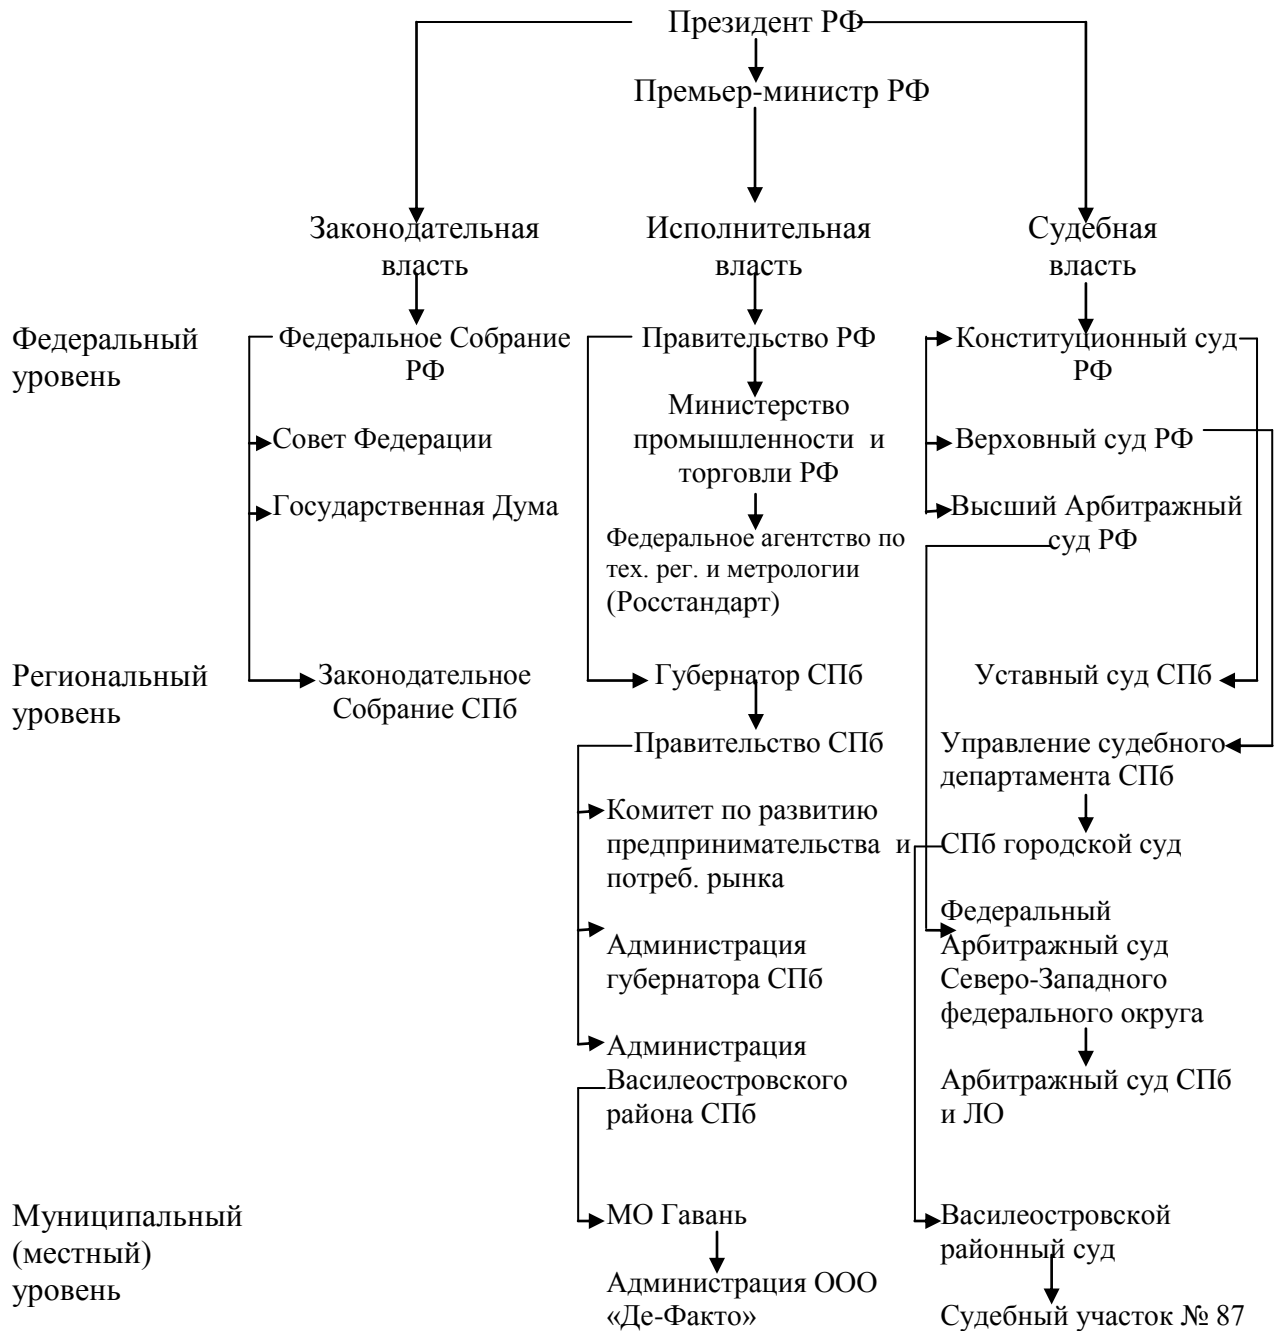 Президент РФ
Премьер-министр РФ
Законодательная
власть
Исполнительная
власть
Судебная
власть
Федеральный
уровень
Федеральное Собрание
РФ
Совет Федерации
Государственная Дума
Правительство РФ
Министерство
промышленности и
торговли РФ
Федеральное агентство по
тех. рег. и метрологии
(Росстандарт)
Конституционный суд
РФ
Верховный суд РФ
Высший Арбитражный
суд РФ
Региональный
уровень
Законодательное
Собрание СПб
Губернатор СПб
Правительство СПб
Комитет по развитию
предпринимательства и
потреб. рынка
Администрация
губернатора СПб
Администрация
Василеостровского
района СПб
Уставный суд СПб
Управление судебного
департамента СПб
СПб городской суд
Федеральный
Арбитражный суд
Северо-Западного
федерального округа
Арбитражный суд СПб
и ЛО
Муниципальный
(местный)
уровень
МО Гавань
Администрация ООО
«Де-Факто»
Василеостровской
районный суд
Судебный участок № 87